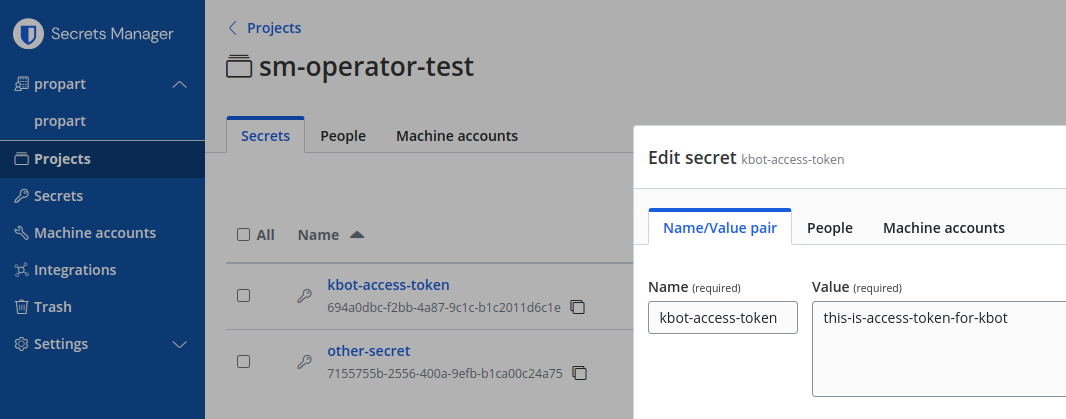 Secrets Manager
propart
propart
Projects
Secrets
Machine accounts
Integrations
Trash
Settings
Projects
sm-operator-test
Secrets People Machine accounts
All Name
kbot-access-token
694a0dbc-f2bb-4a87-9c1c-b1c2011d6c1e
other-secret
7155755b-2556-400a-9efb-b1ca00c24a75
Edit secret kbot-access-token
Name/Value pair People Machine accounts
Name (required) Value (required)
kbot-access-token this-is-access-token-for-kbot